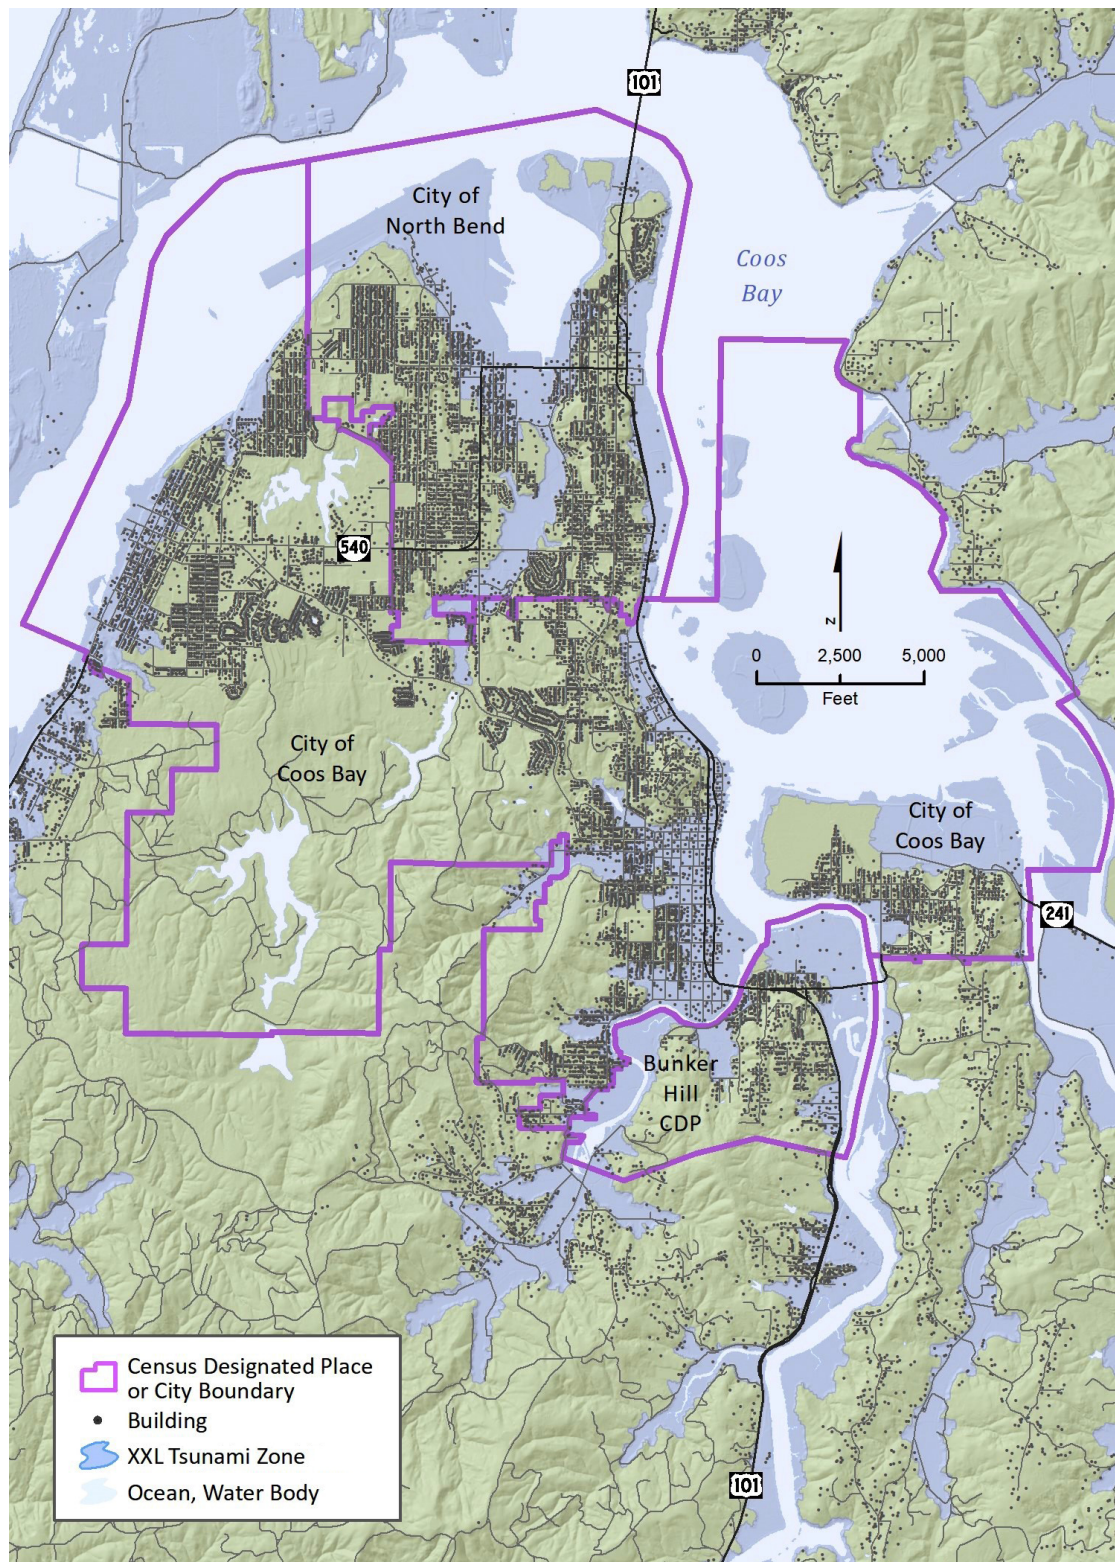 101
City of
North Bend
Coos
Bay
540
N
0 2,500 5,000
Feet
City of
Coos Bay
City of
Coos Bay
241
Bunker
Hill
CDP
Census Designated Place
or City Boundary
Building
XXL Tsunami Zone
Ocean, Water Body
101